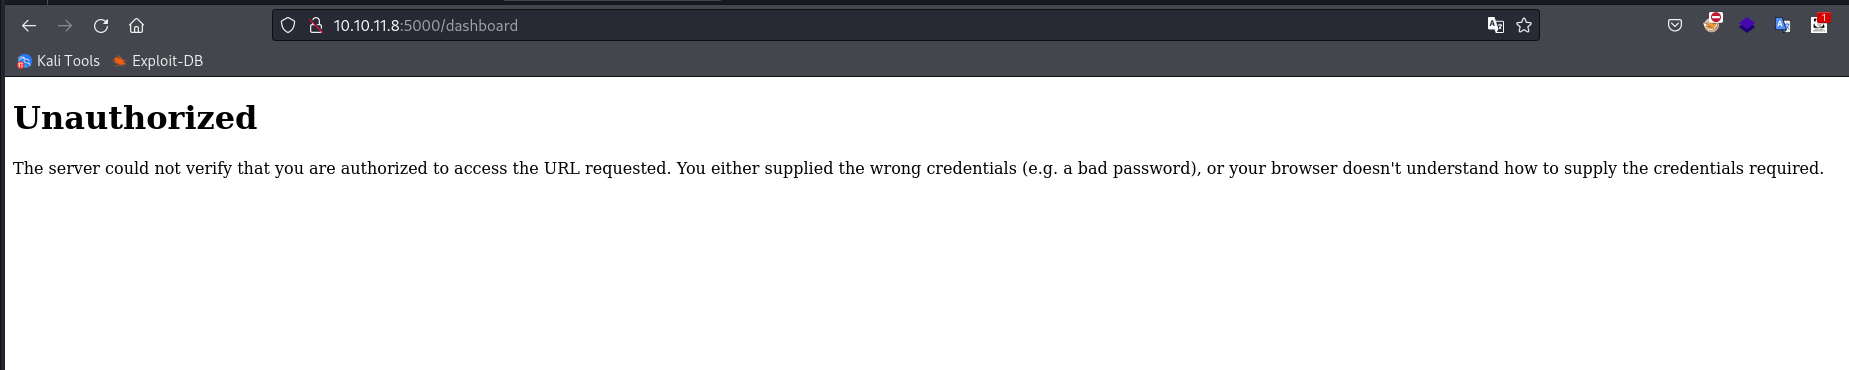 10.10.11.8:5000/dashboard
1
Kali Tools
Exploit-DB
Unauthorized
The server could not verify that you are authorized to access the URL requested. You either supplied the wrong credentials (e.g. a bad password), or your browser doesn't understand how to supply the credentials required.